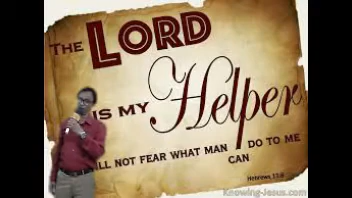 THE LORD
IS MY Helper
LL NOT FEAR WHAT MAN DO TO ME
CAN
Hebrews, 13:6
Knowing-Jesus.com